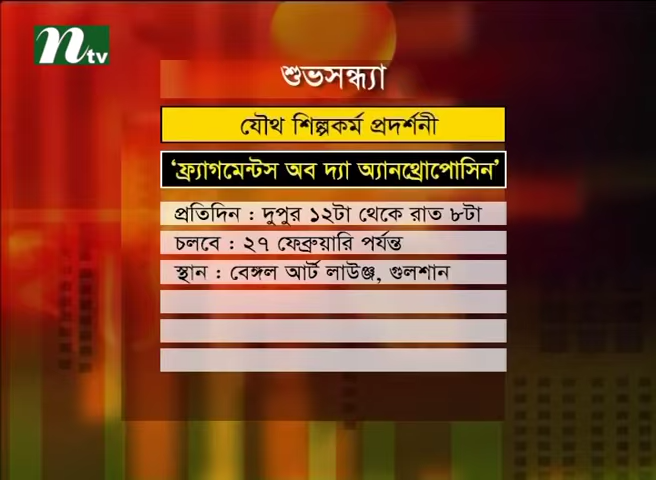 ntv
শুভসন্ধ্যা
যৌথ শিল্পকর্ম প্রদর্শনী
‘ফ্র্যাগমেন্টস অব দ্যা অ্যানথ্রোপোসিন’
প্রতিদিন : দুপুর ১২টা থেকে রাত ৮টা
চলবে : ২৭ ফেব্রুয়ারি পর্যন্ত
স্থান : বেঙ্গল আর্ট লাউঞ্জ, গুলশান